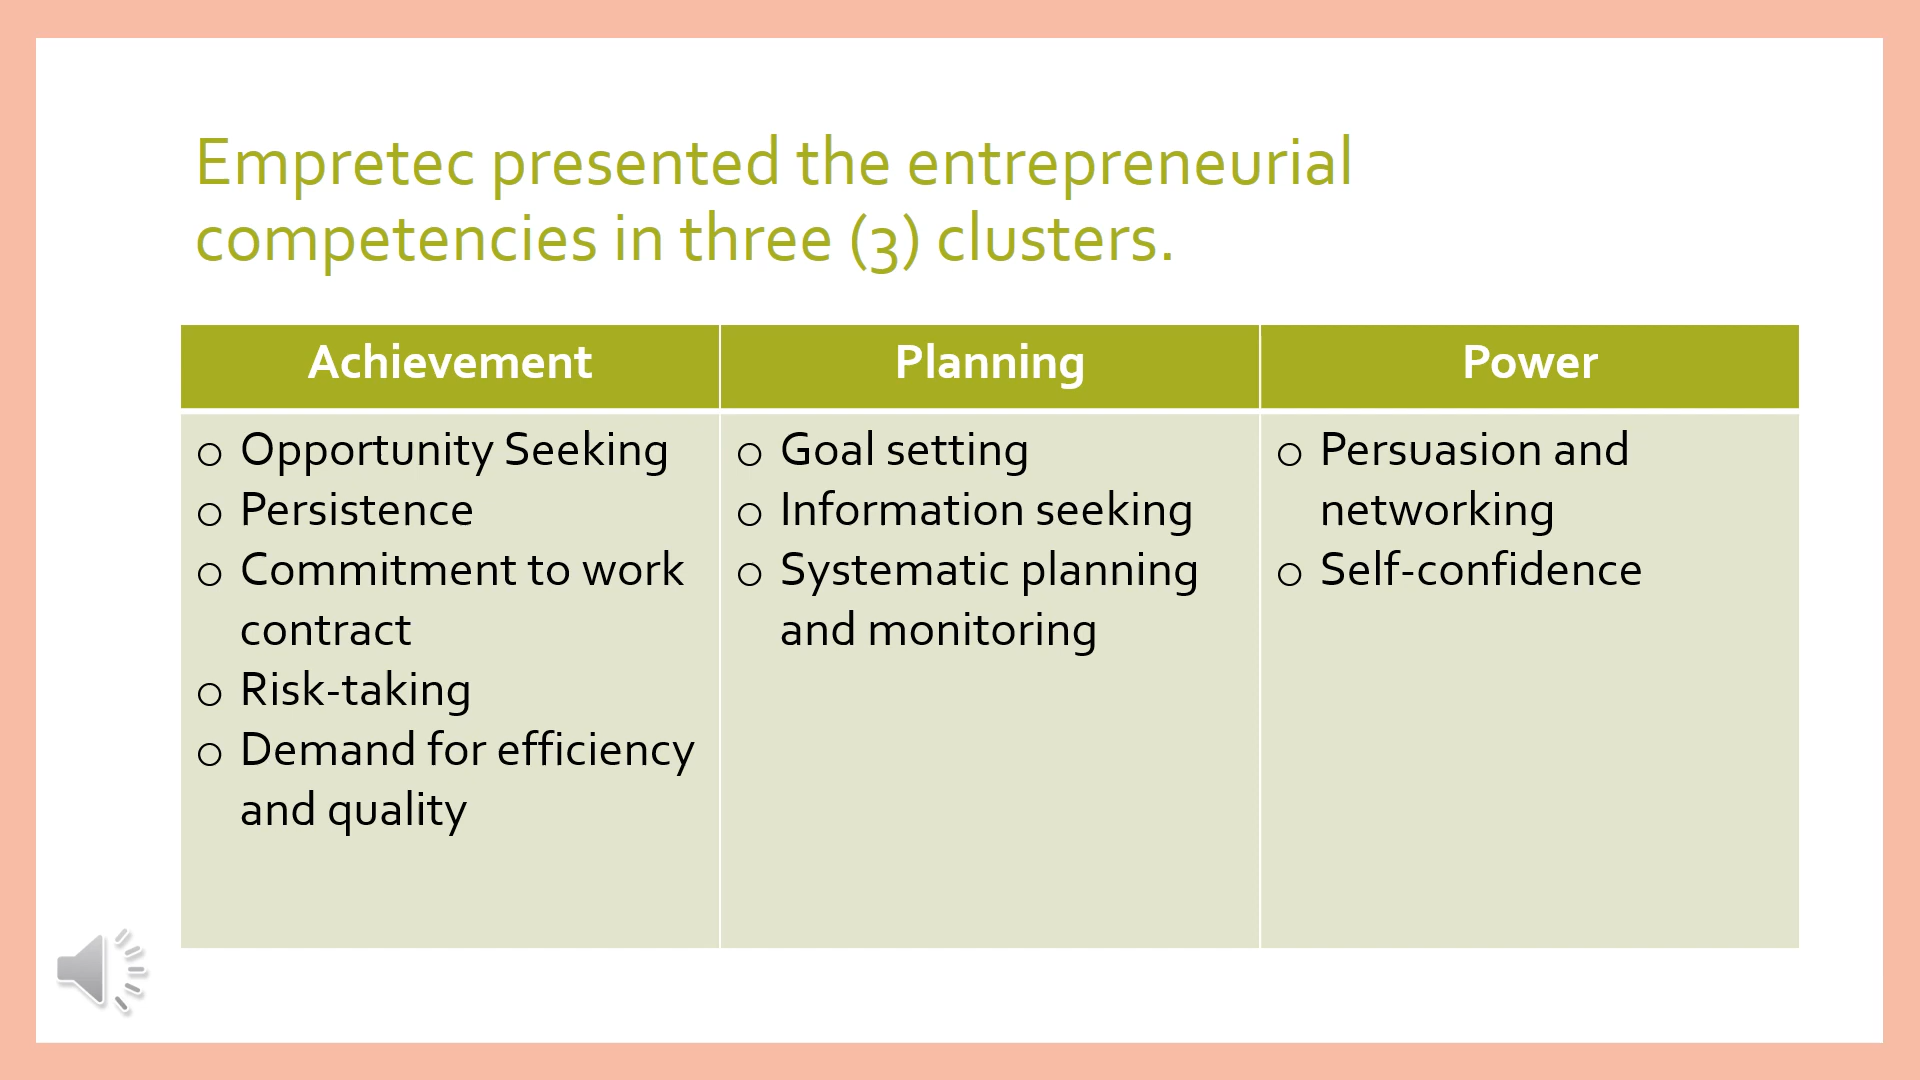 Empretec presented the entrepreneurial
competencies in three (3) clusters.
Achievement
Planning
Power
o Opportunity Seeking
o Persistence
o Commitment to work
contract
o Risk-taking
o Demand for efficiency
and quality
o Goal setting
o Information seeking
o Systematic planning
and monitoring
o Persuasion and
networking
o Self-confidence